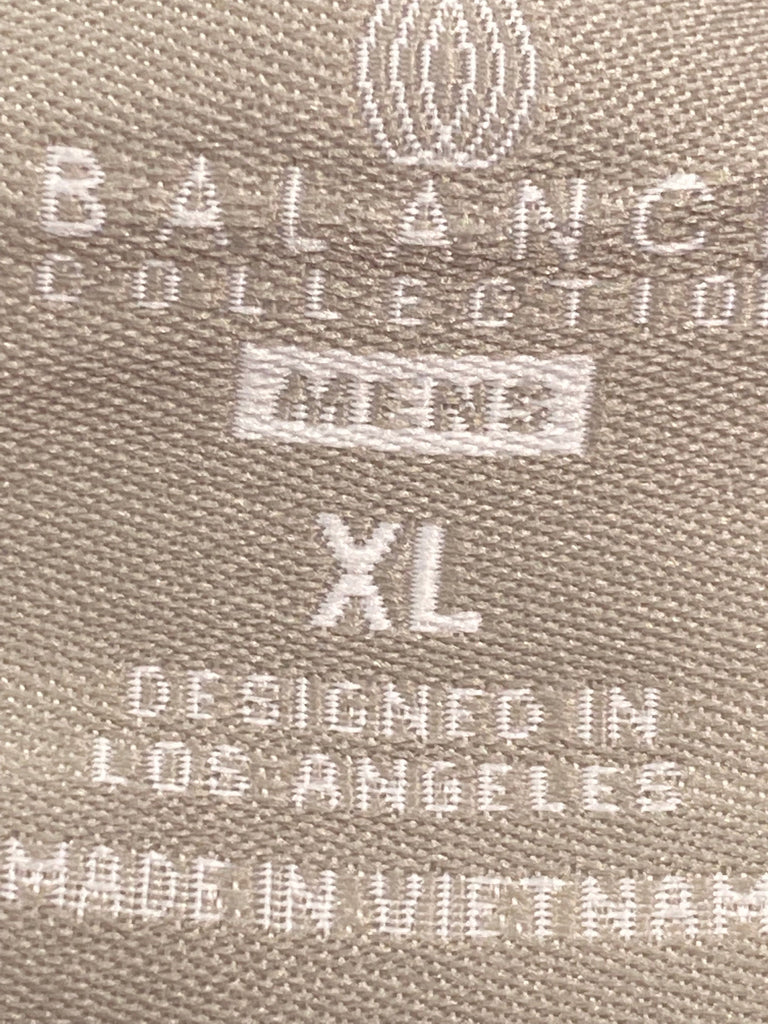 BALANC
COLLECTIO
MENS
XL
DESIGNED IN
LOS ANGELES
MADE IN VIETNAM